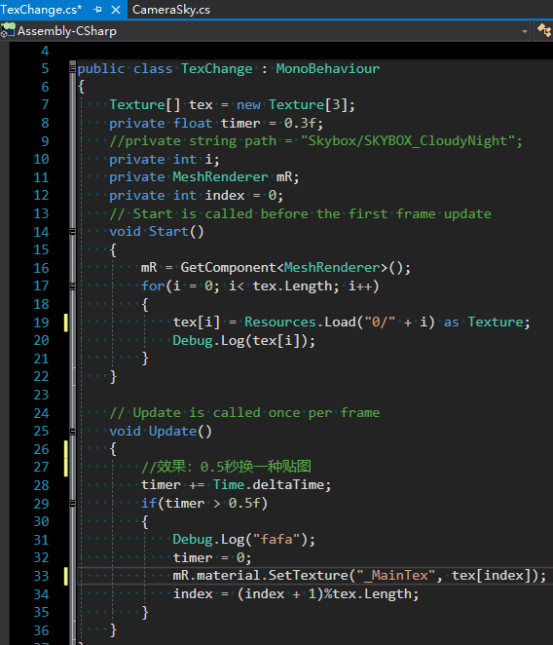 TexChange.cs*
CameraSky.cs
Assembly-CSharp
4
5 public class TexChange : MonoBehaviour
6 {
7 Texture[] tex = new Texture[3];
8 private float timer = 0.3f;
9 //private string path = "Skybox/SKYBOX_CloudyNight";
10 private int i;
11 private MeshRenderer mR;
12 private int index = 0;
13 // Start is called before the first frame update
14 void Start()
15 {
16 mR = GetComponent<MeshRenderer>();
17 for(i = 0; i< tex.Length; i++)
18 {
19 tex[i] = Resources.Load("0/" + i) as Texture;
20 Debug.Log(tex[i]);
21 }
22 }
23
24 // Update is called once per frame
25 void Update()
26 {
27 //效果：0.5秒换一种贴图
28 timer += Time.deltaTime;
29 if(timer > 0.5f)
30 {
31 Debug.Log("fafa");
32 timer = 0;
33 mR.material.SetTexture("_MainTex", tex[index]);
34 index = (index + 1)%tex.Length;
35 }
36 }
37 }